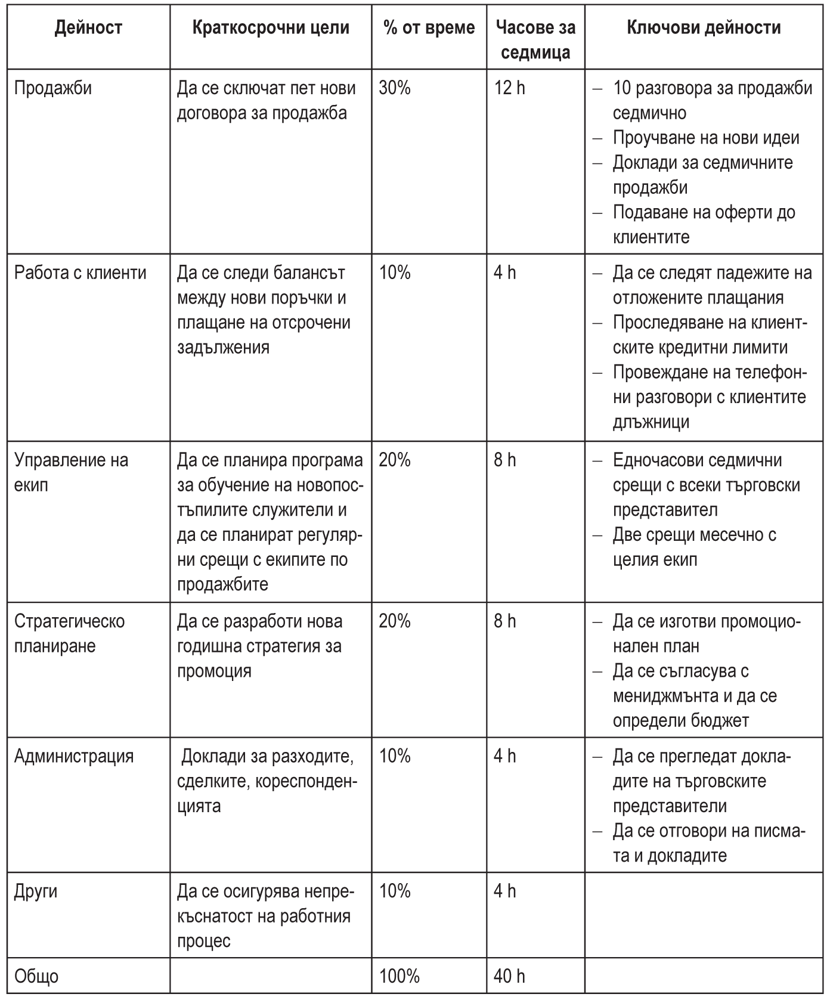 Дейност
Краткосрочни цели
% от време
Часове за
седмица
Ключови дейности
Продажби
Да се сключат пет нови
договора за продажба
30%
12 h
– 10 разговора за продажби
седмично
– Проучване на нови идеи
– Доклади за седмичните
продажби
– Подаване на оферти до
клиентите
Работа с клиенти
Да се следи балансът
между нови поръчки и
плащане на отсрочени
задължения
10%
4 h
– Да се следят падежите на
отложените плащания
– Проследяване на клиент-
ските кредитни лимити
– Провеждане на телефон-
ни разговори с клиентите
длъжници
Управление на
екип
Да се планира програма
за обучение на новопос-
тъпилите служители и
да се планират регуляр-
ни срещи с екипите по
продажбите
20%
8 h
– Едночасови седмични
срещи с всеки търговски
представител
– Две срещи месечно с
целия екип
Стратегическо
планиране
Да се разработи нова
годишна стратегия за
промоция
20%
8 h
– Да се изготви промоцио-
нален план
– Да се съгласува с
мениджмънта и да се
определи бюджет
Администрация
Доклади за разходите,
сделките, кореспонден-
цията
10%
4 h
– Да се прегледат докла-
дите на търговските
представители
– Да се отговори на писма-
та и докладите
Други
Да се осигурява непре-
къснатост на работния
процес
10%
4 h
Общо
100%
40 h